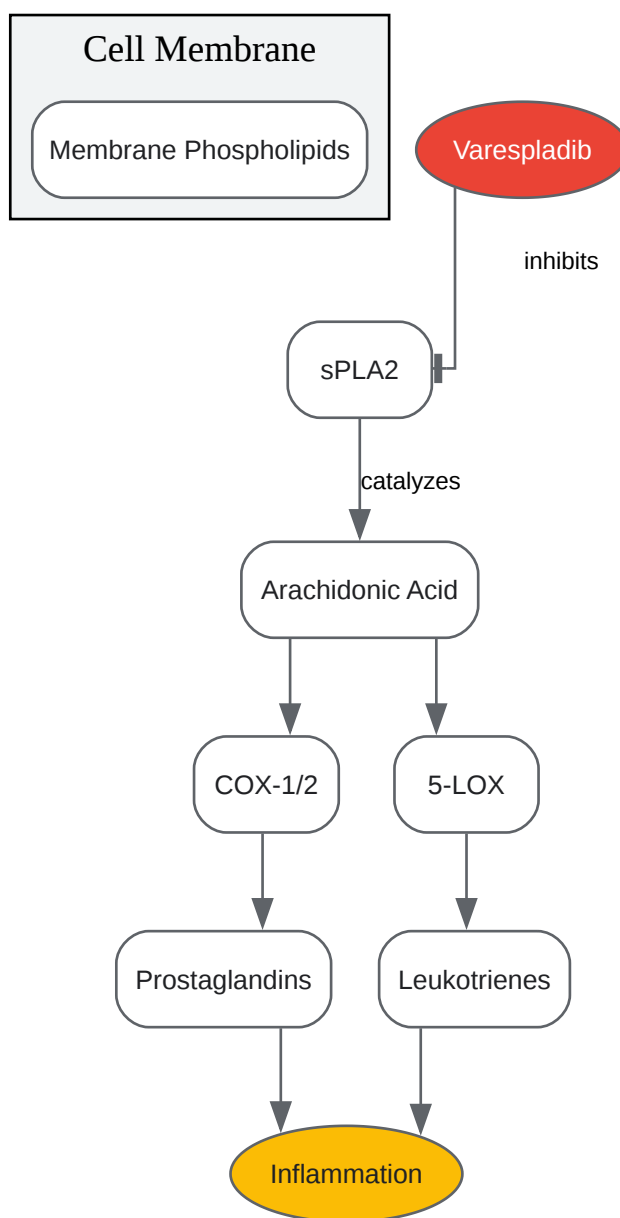 Cell Membrane
Membrane Phospholipids
Varespladib
inhibits
sPLA2
catalyzes
Arachidonic Acid
COX-1/2
5-LOX
Prostaglandins
Leukotrienes
Inflammation